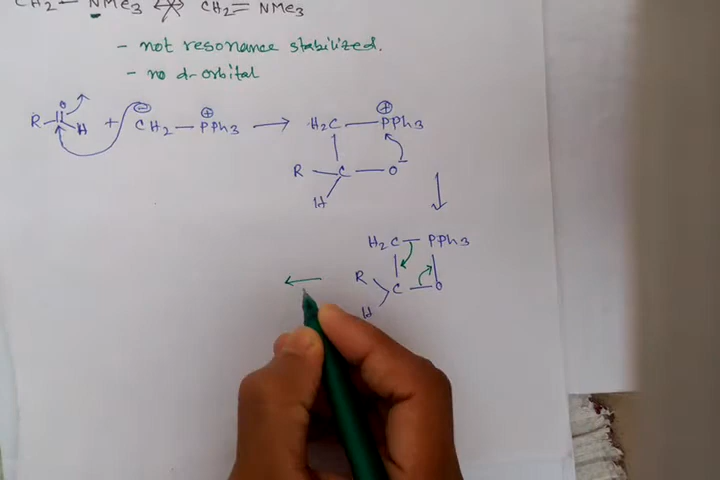 CH2 — NMe3 ↔ CH2 = NMe3
- not resonance stabilized.
- no d-orbital
O ⊖ ⊕ ⊕
R H + CH2 — PPh3 → H2C — PPh3
R — C — O⁻
H
H2C — PPh3
R C — O
H